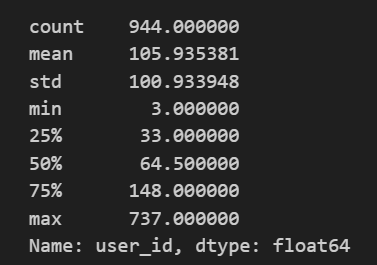 count    944.000000
mean     105.935381
std      100.933948
min        3.000000
25%       33.000000
50%       64.500000
75%      148.000000
max      737.000000
Name: user_id, dtype: float64